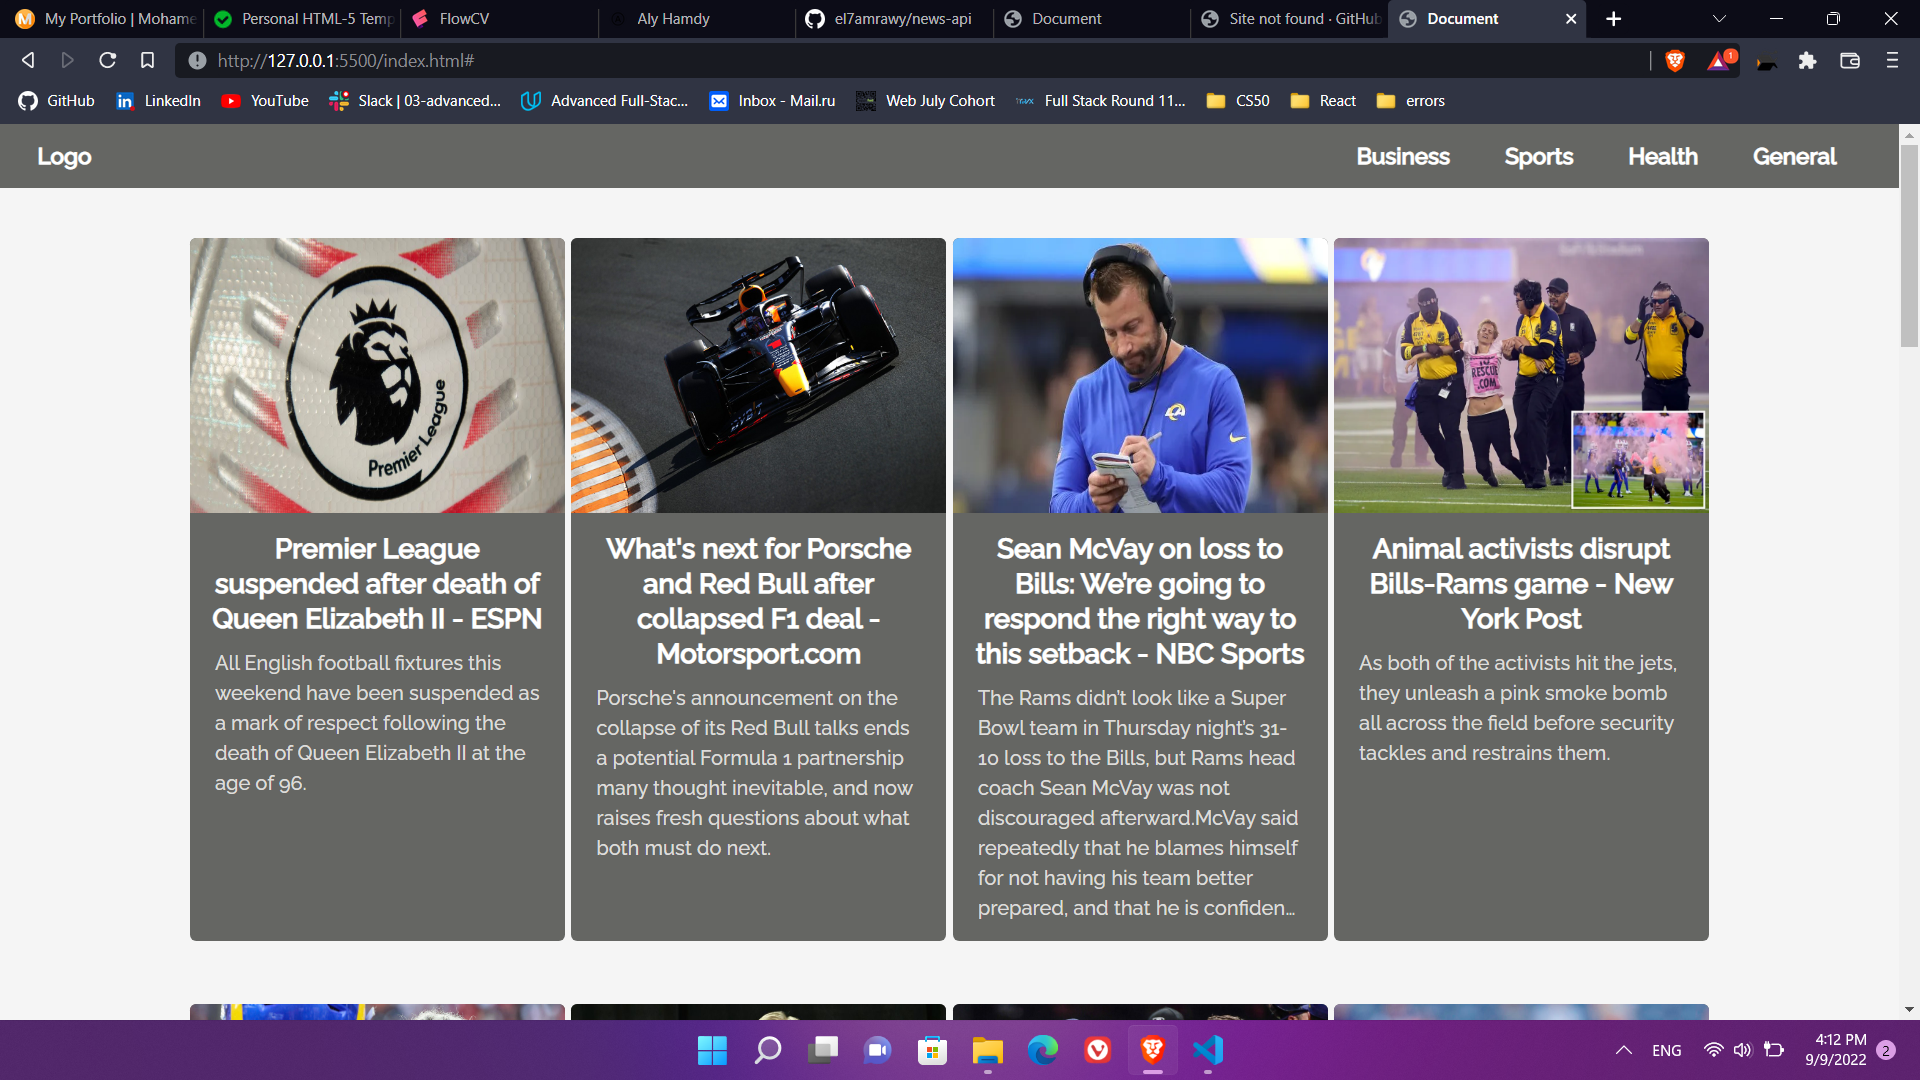 My Portfolio | Mohame
Personal HTML-5 Temp
FlowCV
Aly Hamdy
el7amrawy/news-api
Document
Site not found · GitHub
Document
http://127.0.0.1:5500/index.html#
1
GitHub
LinkedIn
YouTube
Slack | 03-advanced...
Advanced Full-Stac...
Inbox - Mail.ru
Web July Cohort
Full Stack Round 11...
CS50
React
errors
Logo
Business
Sports
Health
General
Premier League
RESCUE
.COM
Premier League
suspended after death of
Queen Elizabeth II - ESPN
All English football fixtures this
weekend have been suspended as
a mark of respect following the
death of Queen Elizabeth II at the
age of 96.
What's next for Porsche
and Red Bull after
collapsed F1 deal -
Motorsport.com
Porsche's announcement on the
collapse of its Red Bull talks ends
a potential Formula 1 partnership
many thought inevitable, and now
raises fresh questions about what
both must do next.
Sean McVay on loss to
Bills: We're going to
respond the right way to
this setback - NBC Sports
The Rams didn't look like a Super
Bowl team in Thursday night's 31-
10 loss to the Bills, but Rams head
coach Sean McVay was not
discouraged afterward.McVay said
repeatedly that he blames himself
for not having his team better
prepared, and that he is confiden…
Animal activists disrupt
Bills-Rams game - New
York Post
As both of the activists hit the jets,
they unleash a pink smoke bomb
all across the field before security
tackles and restrains them.
ENG
4:12 PM
9/9/2022
2